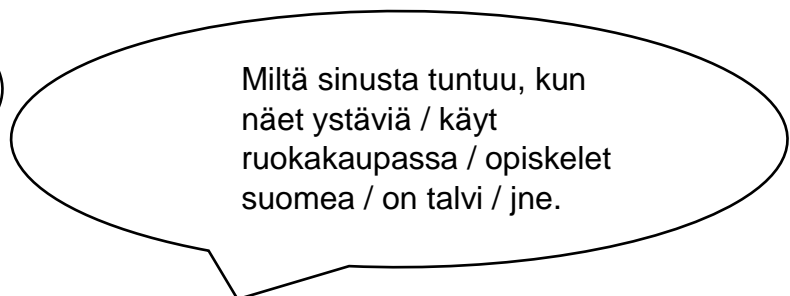 Miltä sinusta tuntuu, kun
näet ystäviä / käyt
ruokakaupassa / opiskelet
suomea / on talvi / jne.